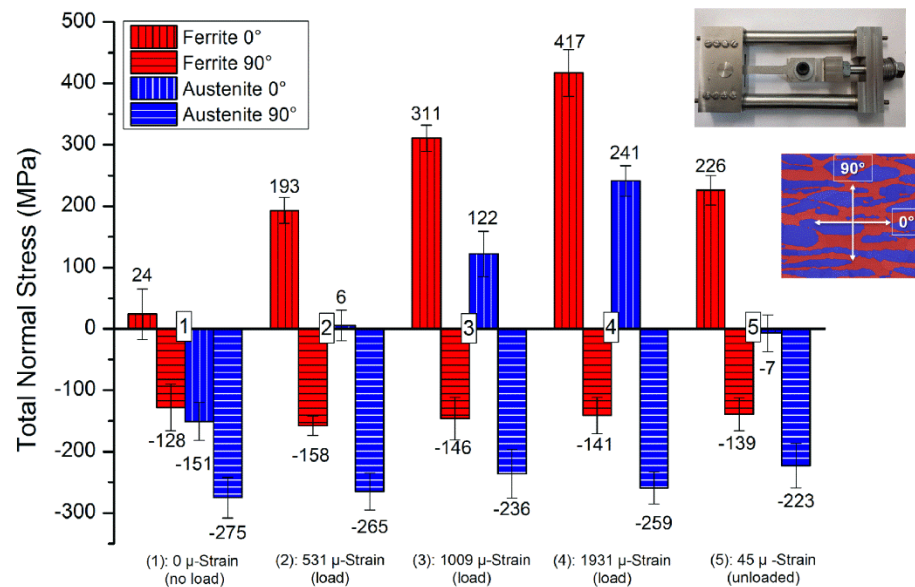 500
400
300
200
100
0
-100
-200
-300
Total Normal Stress (MPa)
Ferrite 0°
Ferrite 90°
Austenite 0°
Austenite 90°
24
-128
-151
-275
193
-158
6
-265
311
-146
122
-236
417
-141
241
-259
226
-139
-7
-223
1
2
3
4
5
90°
0°
(1): 0 µ-Strain
(no load)
(2): 531 µ-Strain
(load)
(3): 1009 µ-Strain
(load)
(4): 1931 µ-Strain
(load)
(5): 45 µ -Strain
(unloaded)